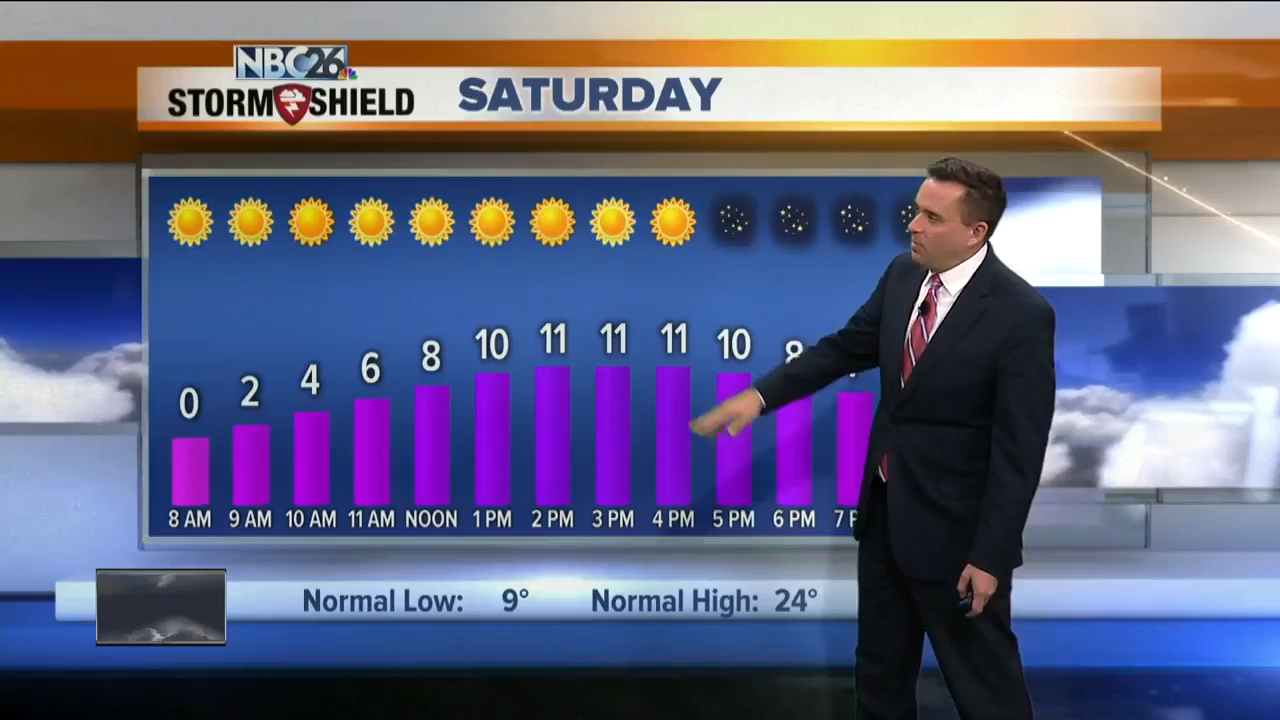 NBC26
STORM SHIELD
SATURDAY
0 2 4 6 8 10 11 11 11 10 8
8 AM 9 AM 10 AM 11 AM NOON 1 PM 2 PM 3 PM 4 PM 5 PM 6 PM 7 P
Normal Low: 9° Normal High: 24°